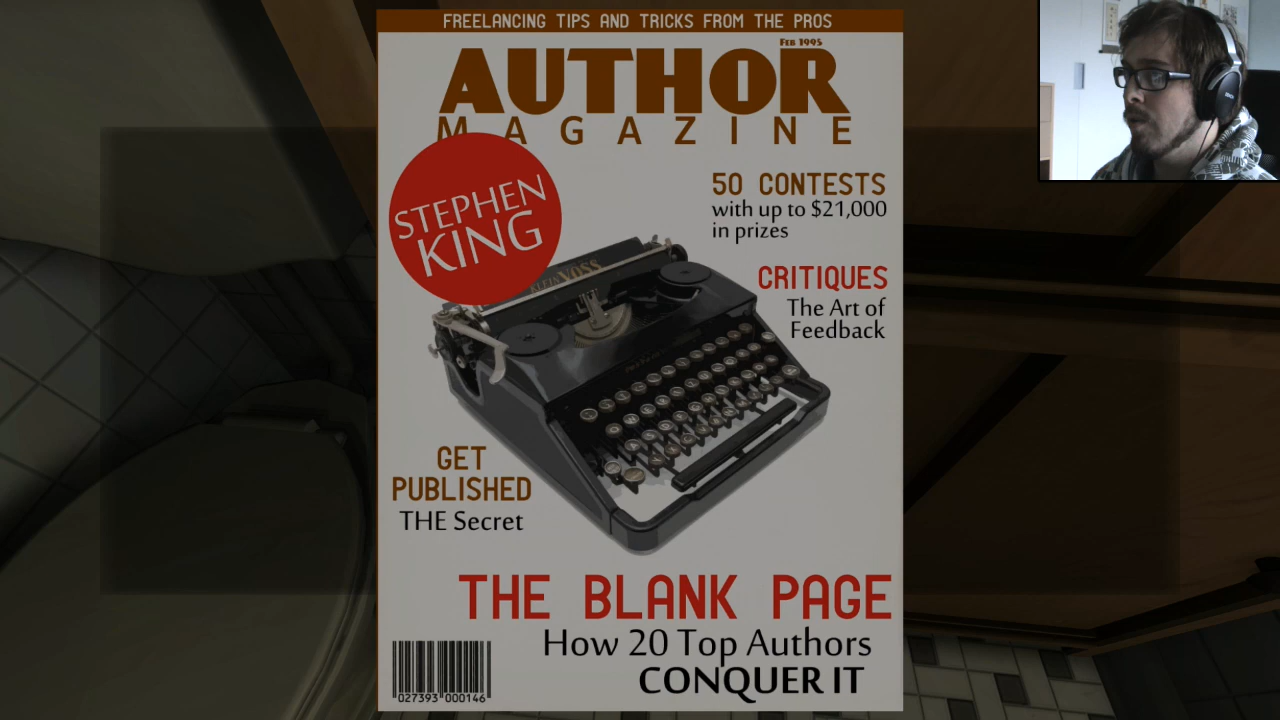 FREELANCING TIPS AND TRICKS FROM THE PROS
FEB 1995
AUTHOR
MAGAZINE
STEPHEN
KING
50 CONTESTS
with up to $21,000
in prizes
CRITIQUES
The Art of
Feedback
VOSS
GET
PUBLISHED
THE Secret
THE BLANK PAGE
How 20 Top Authors
CONQUER IT
027393 000146